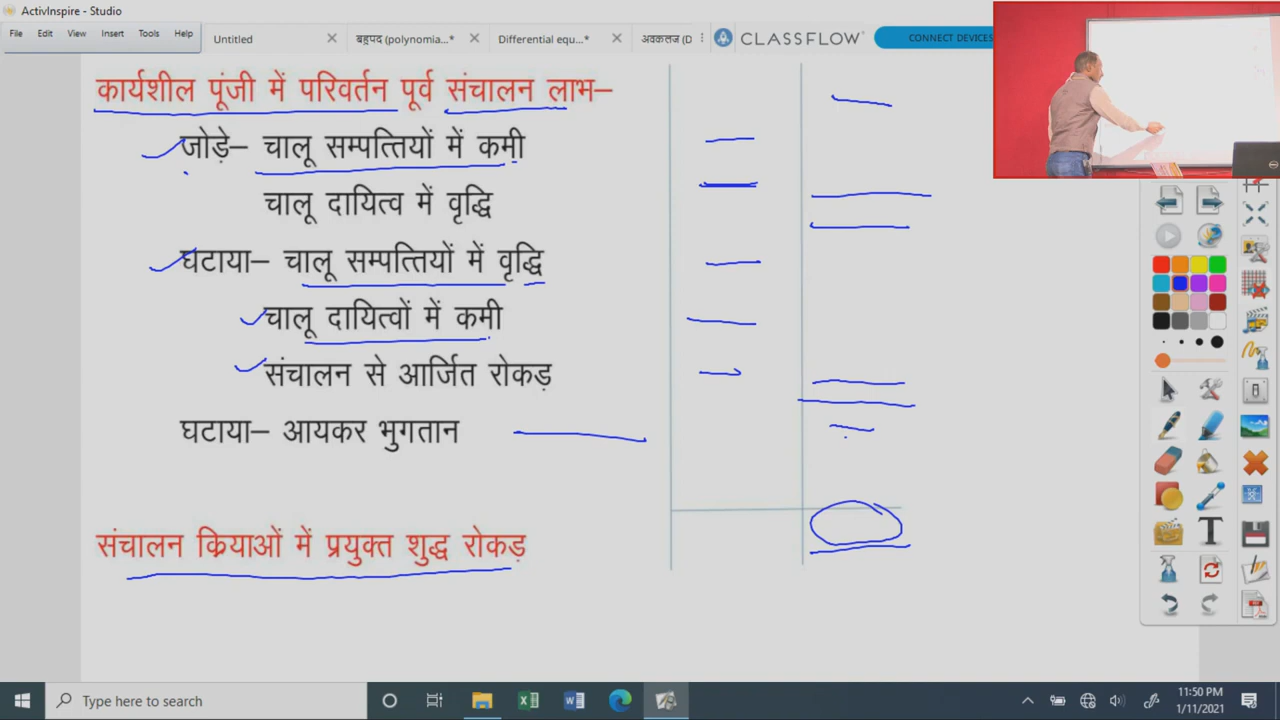 ActivInspire - Studio
File Edit View Insert Tools Help
Untitled
बहुपद (polynomia...*
Differential equ...*
अवकतज (D
CLASSFLOW
CONNECT DEVICES
कार्यशील पूंजी में परिवर्तन पूर्व संचालन लाभ–
जोड़े– चालू सम्पत्तियों में कमी
चालू दायित्व में वृद्धि
घटाया– चालू सम्पत्तियों में वृद्धि
चालू दायित्वों में कमी
संचालन से आर्जित रोकड़
घटाया– आयकर भुगतान
संचालन क्रियाओं में प्रयुक्त शुद्ध रोकड़
Type here to search
11:50 PM
1/11/2021